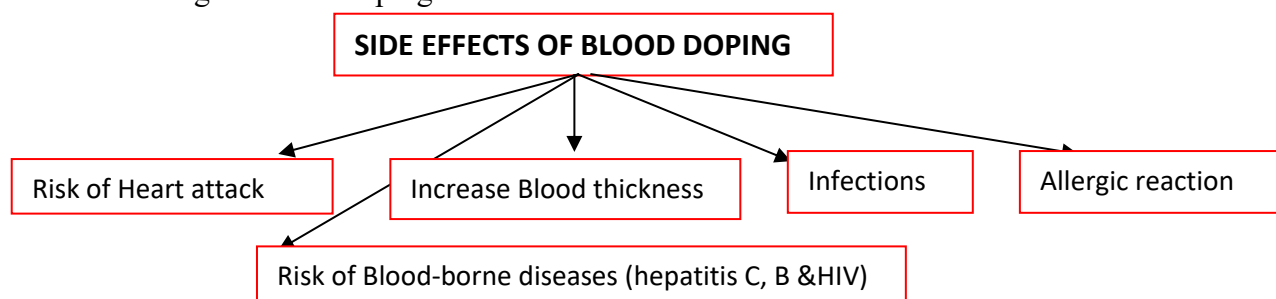 SIDE EFFECTS OF BLOOD DOPING
Risk of Heart attack
Increase Blood thickness
Infections
Allergic reaction
Risk of Blood-borne diseases (hepatitis C, B &HIV)